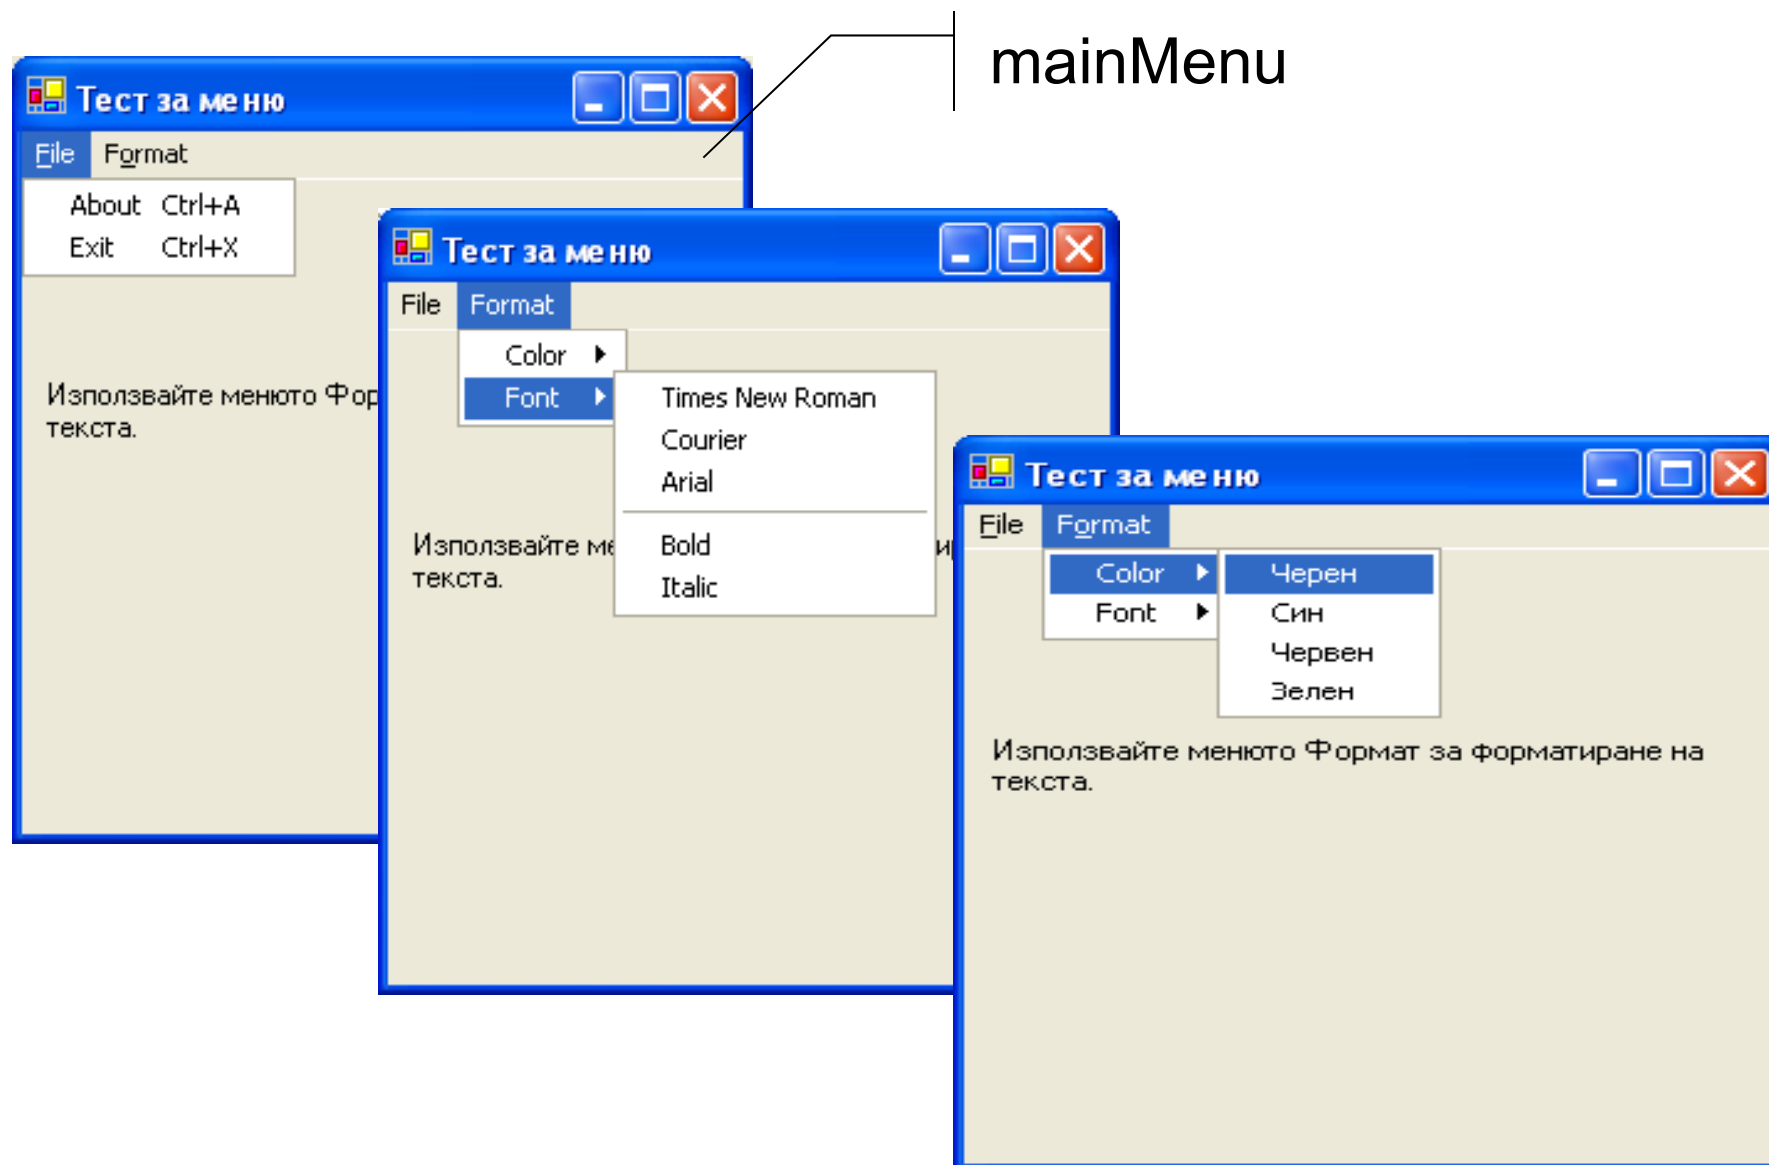 mainMenu
Тест за меню
File Format
About Ctrl+A
Exit Ctrl+X
Използвайте менюто Фор
текста.
Тест за меню
File Format
Color
Font
Times New Roman
Courier
Arial
Bold
Italic
Използвайте ме
текста.
Тест за меню
File Format
Color
Font
Черен
Син
Червен
Зелен
Използвайте менюто Формат за форматиране на
текста.